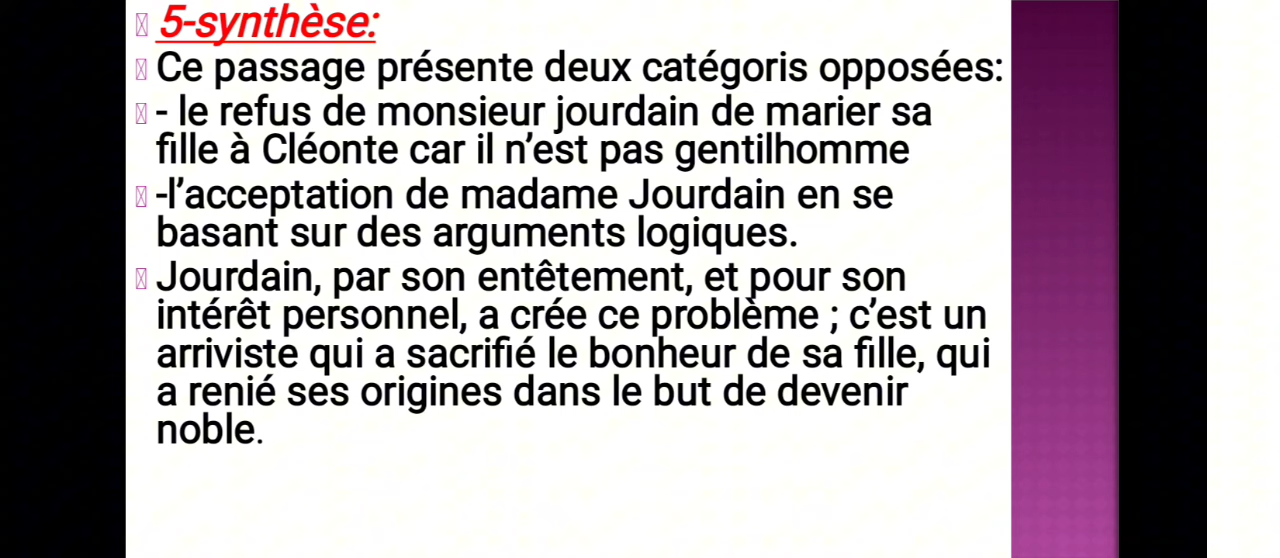 5-synthèse:
Ce passage présente deux catégoris opposées:
- le refus de monsieur jourdain de marier sa
fille à Cléonte car il n’est pas gentilhomme
-l’acceptation de madame Jourdain en se
basant sur des arguments logiques.
Jourdain, par son entêtement, et pour son
intérêt personnel, a crée ce problème ; c’est un
arriviste qui a sacrifié le bonheur de sa fille, qui
a renié ses origines dans le but de devenir
noble.